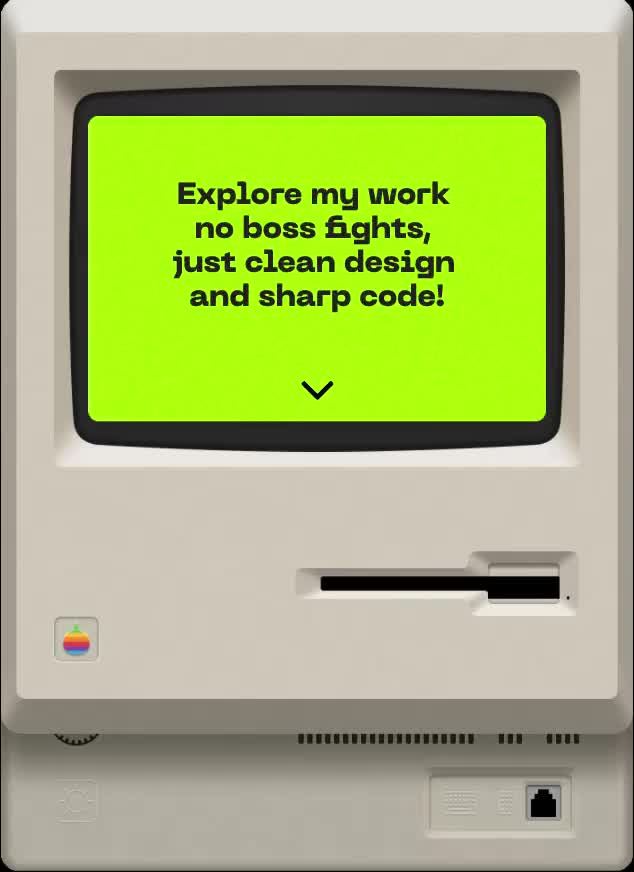 Explore my work
no boss fights,
just clean design
and sharp code!